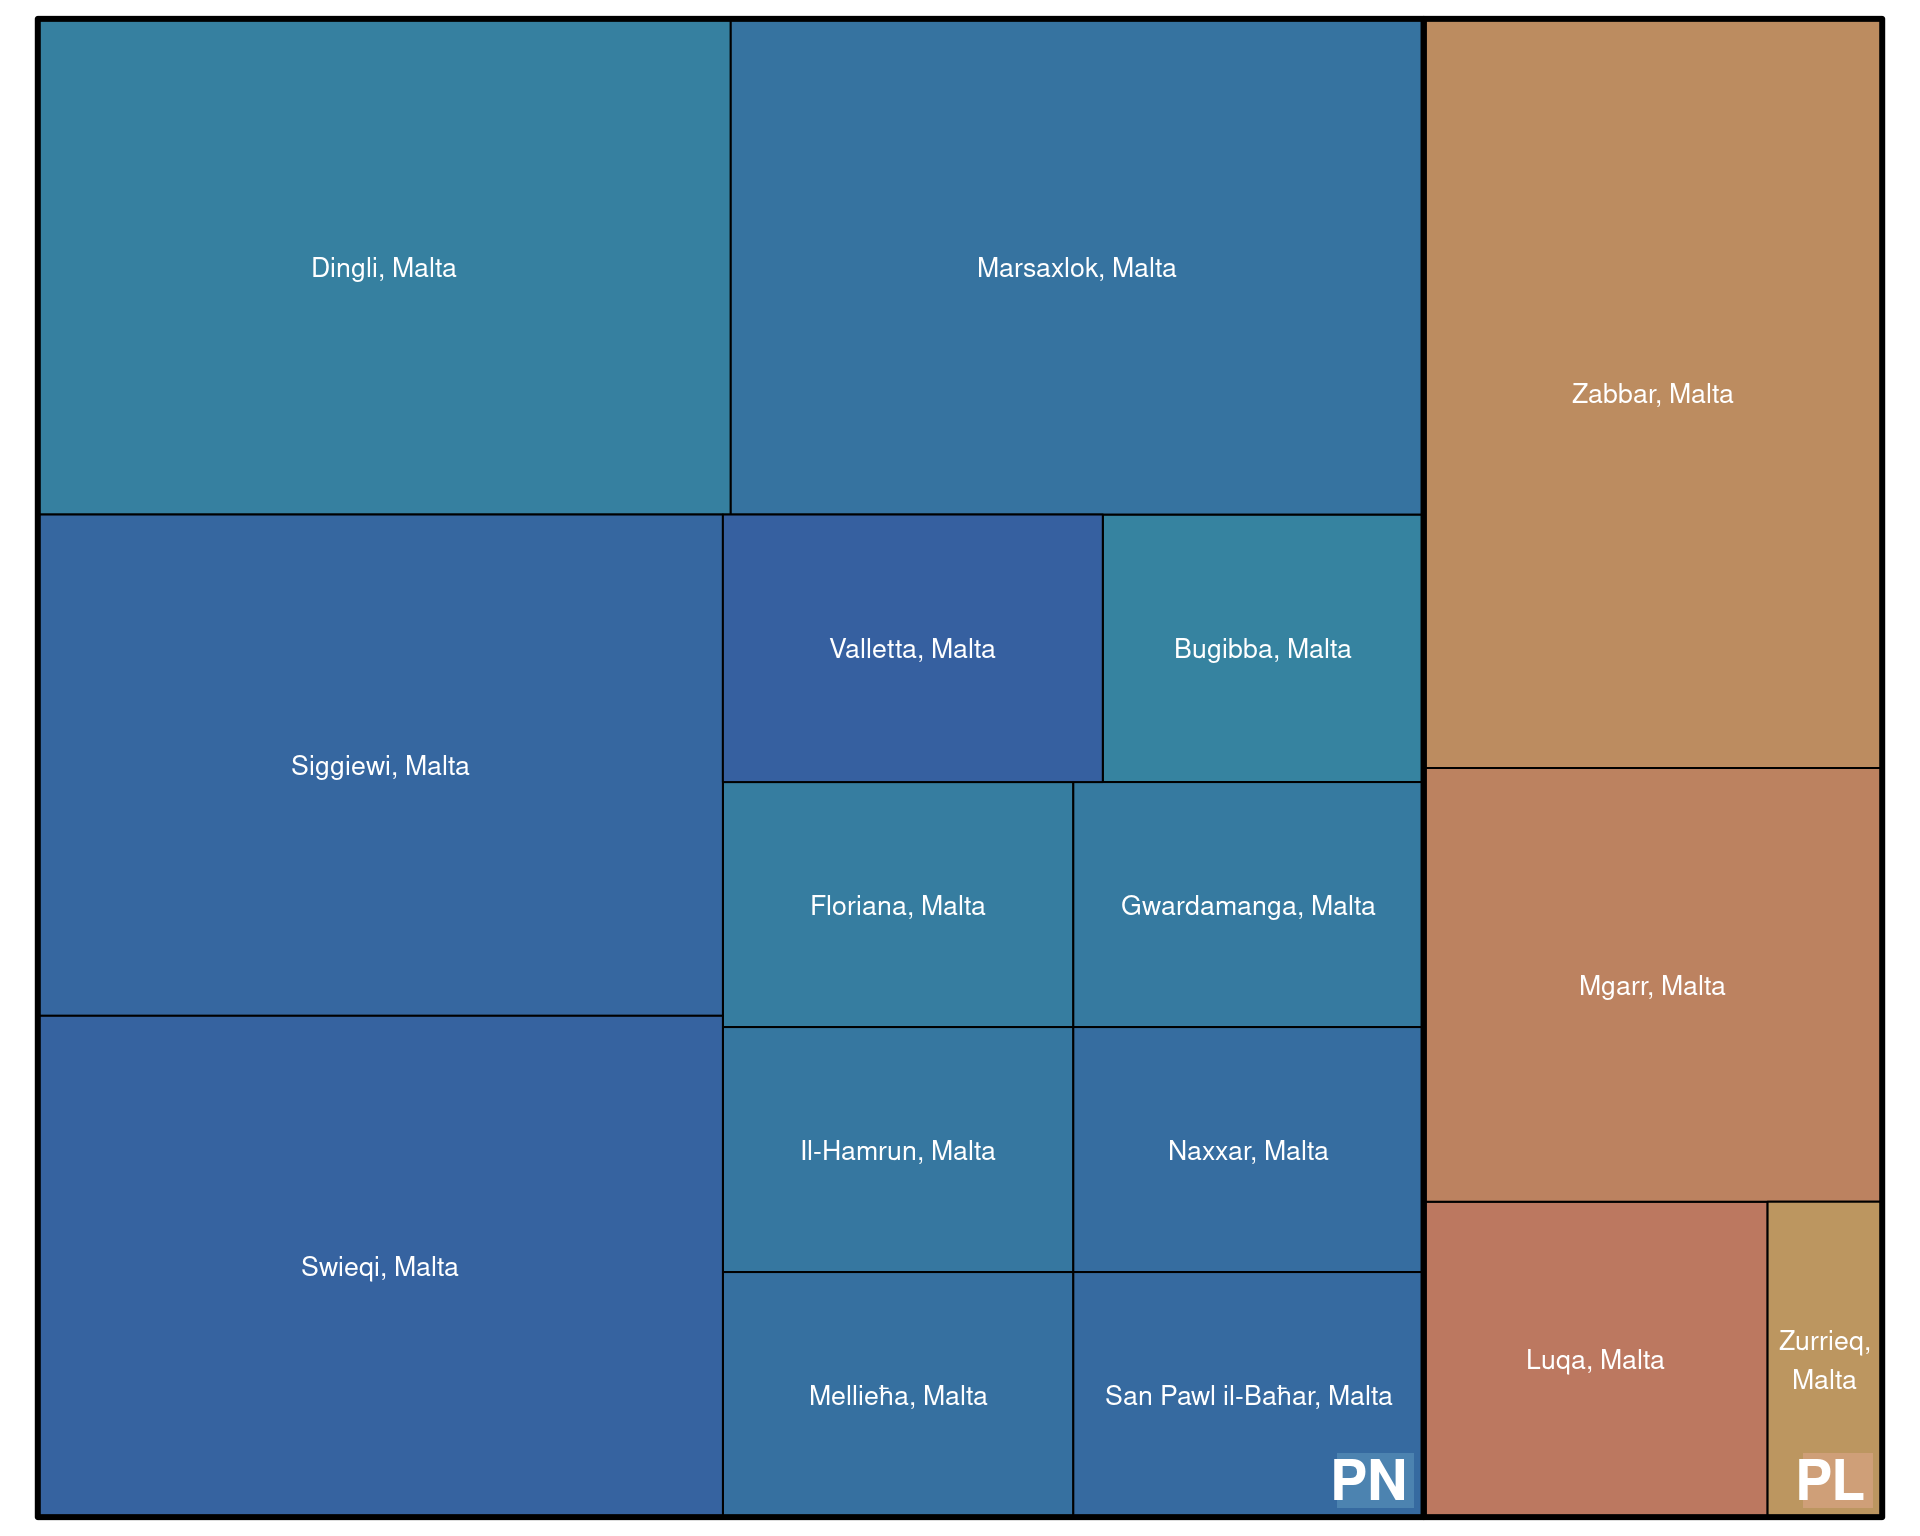 Dingli, Malta
Marsaxlok, Malta
Zabbar, Malta
Valletta, Malta
Bugibba, Malta
Siggiewi, Malta
Floriana, Malta
Gwardamanga, Malta
Mgarr, Malta
Il-Hamrun, Malta
Naxxar, Malta
Swieqi, Malta
Luqa, Malta
Zurrieq,
Malta
Mellieħa, Malta
San Pawl il-Baħar, Malta
PN
PL